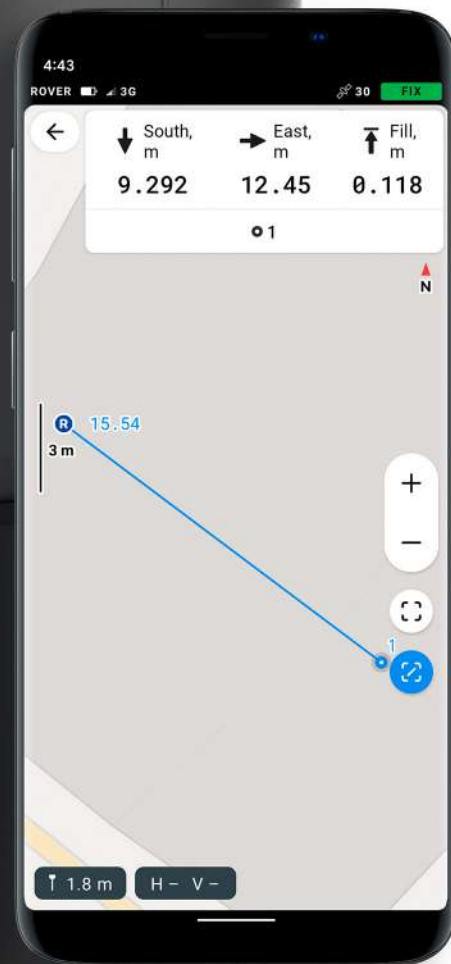 4:43
ROVER 3G 30 FIX
South, m East, m Fill, m
9.292 12.45 0.118
1
N
R 15.54
3 m
+
−
1
1.8 m H – V –